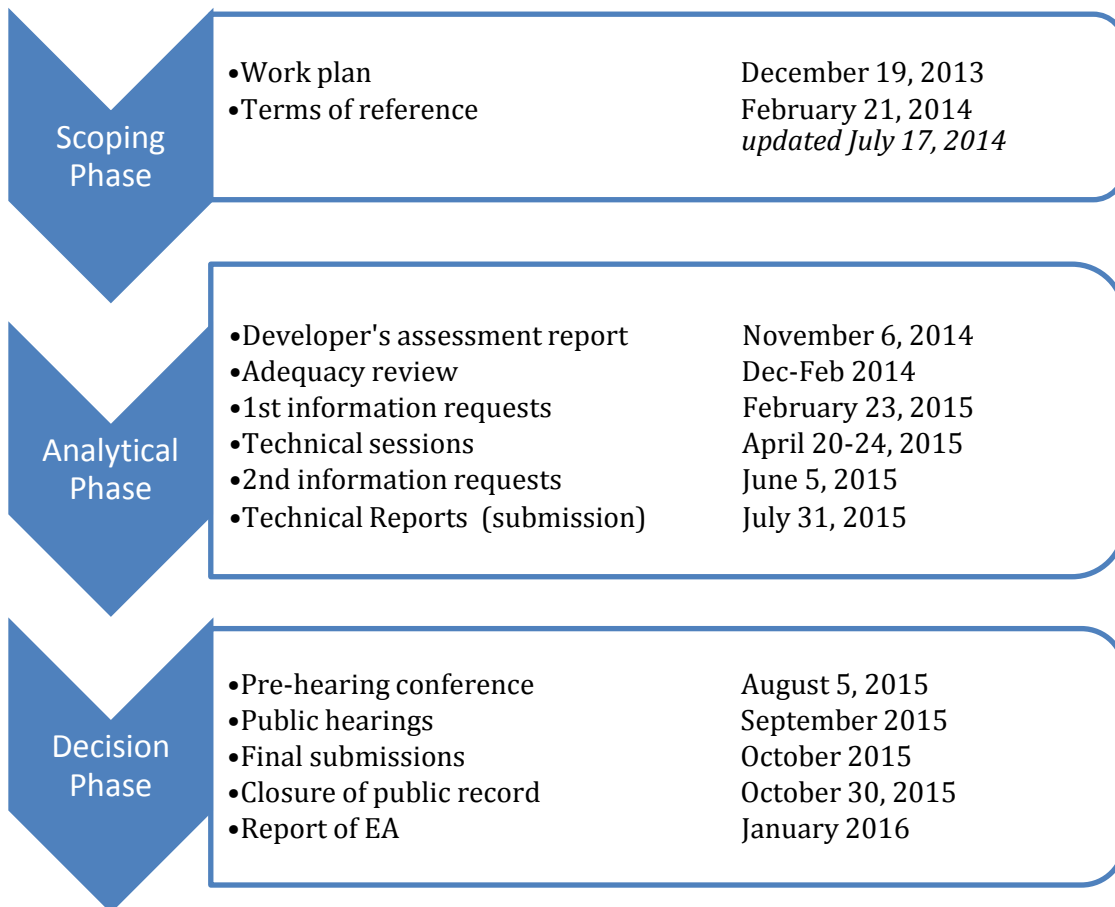 Scoping
Phase
•Work plan December 19, 2013
•Terms of reference February 21, 2014
updated July 17, 2014
Analytical
Phase
•Developer's assessment report November 6, 2014
•Adequacy review Dec-Feb 2014
•1st information requests February 23, 2015
•Technical sessions April 20-24, 2015
•2nd information requests June 5, 2015
•Technical Reports (submission) July 31, 2015
Decision
Phase
•Pre-hearing conference August 5, 2015
•Public hearings September 2015
•Final submissions October 2015
•Closure of public record October 30, 2015
•Report of EA January 2016